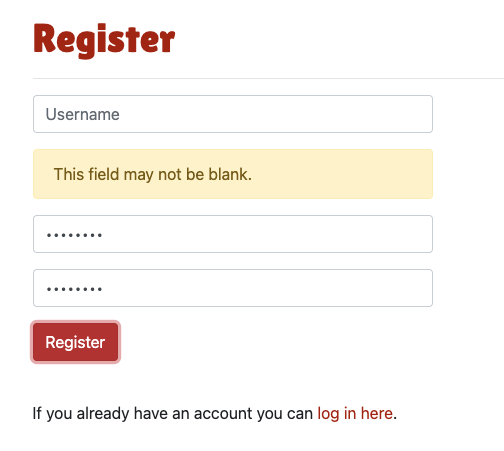 Register
Username
This field may not be blank.
••••••••
••••••••
Register
If you already have an account you can log in here.